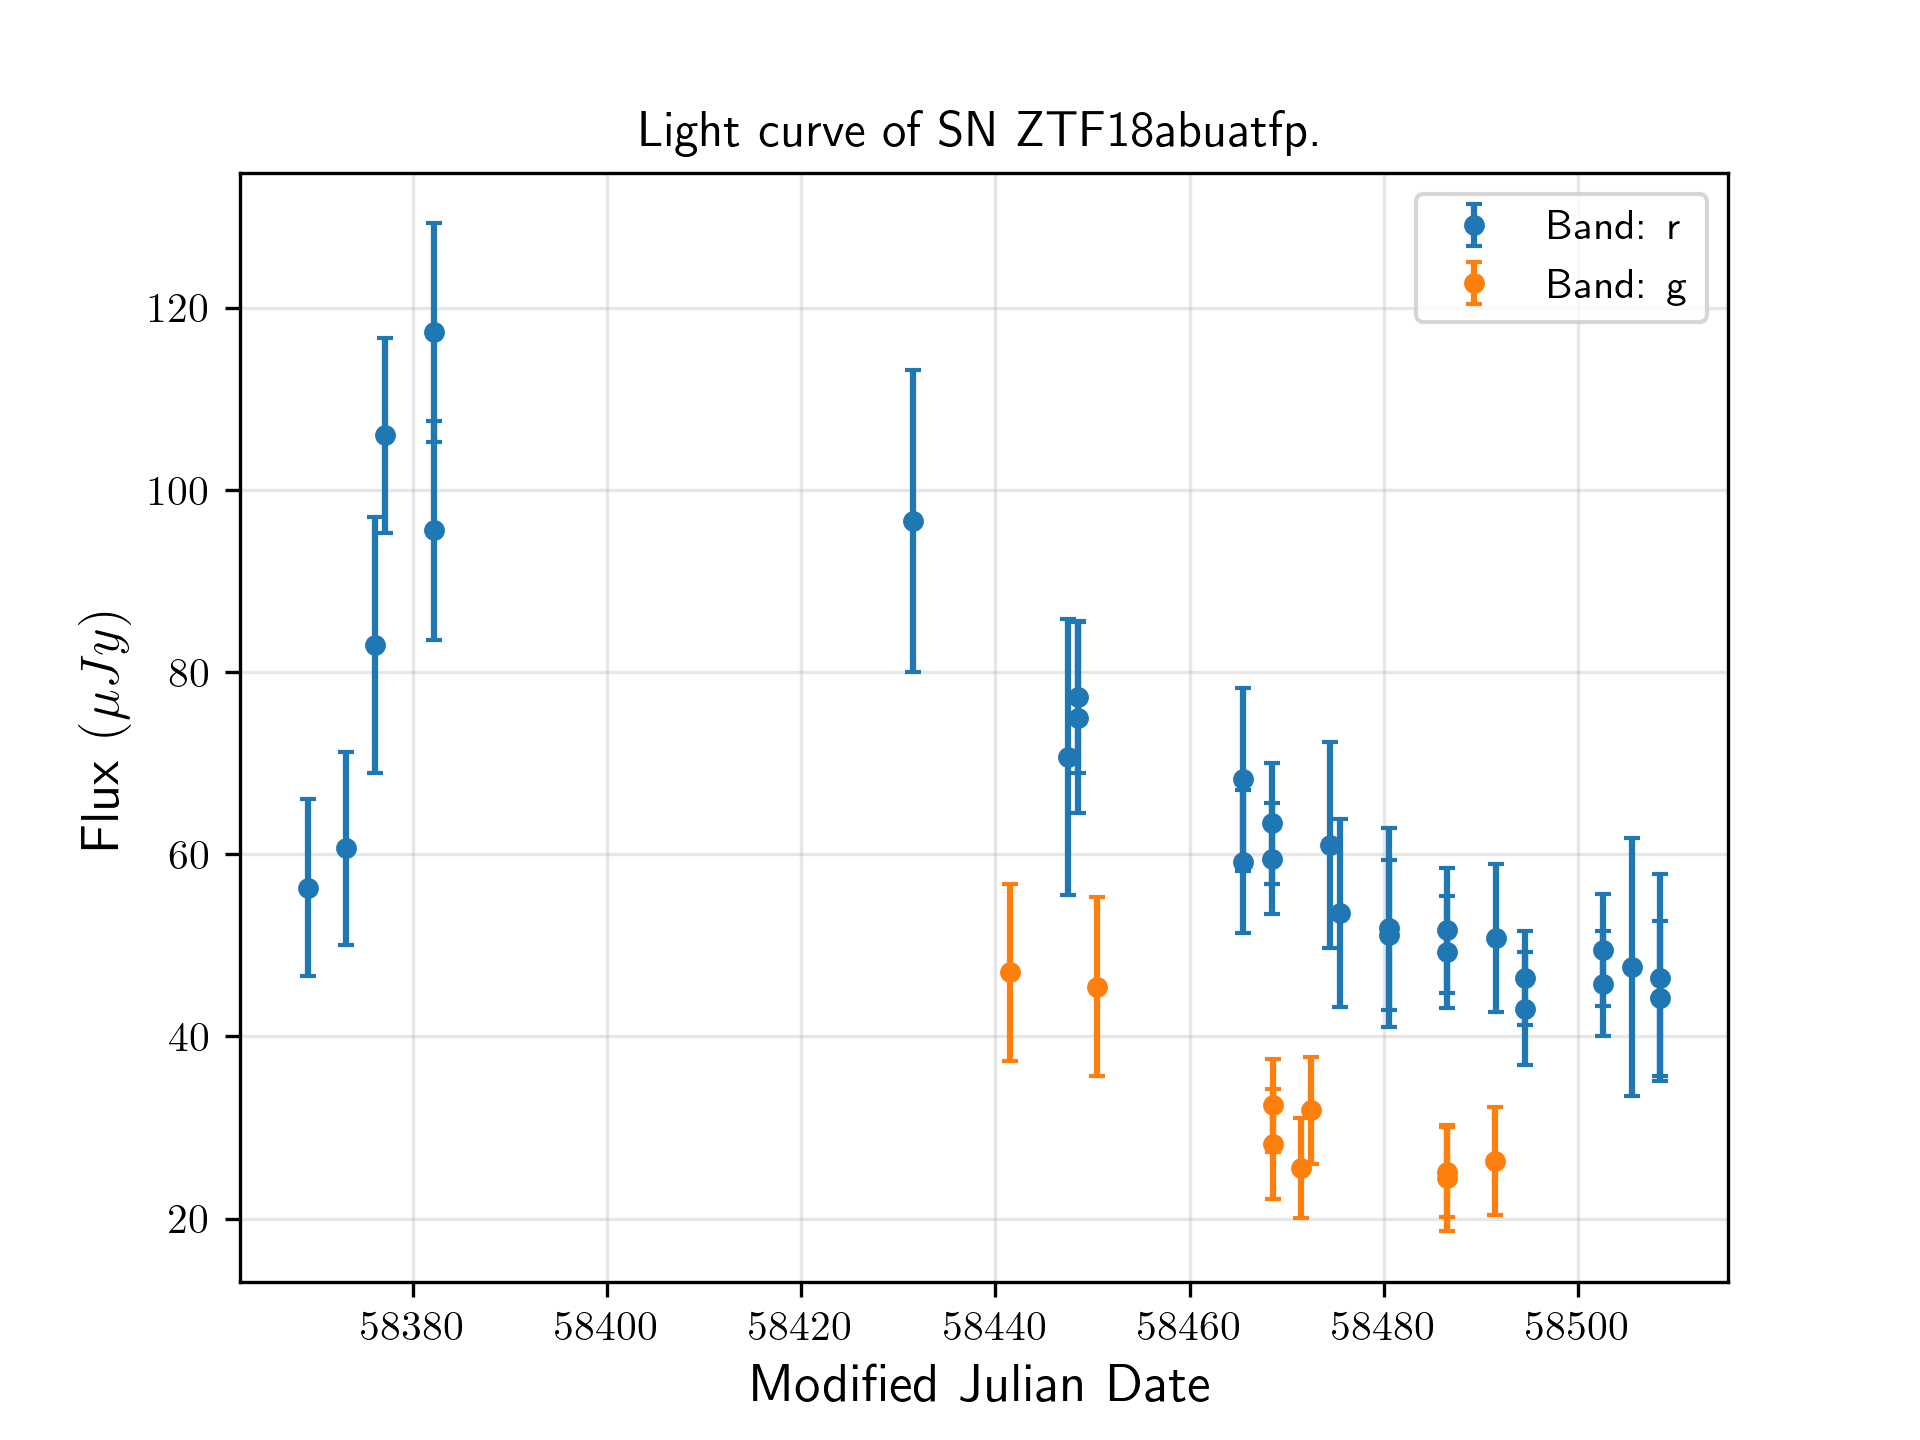 Light curve of SN ZTF18abuatfp.
Band: r
Band: g
120
100
80
60
40
20
Flux (μJy)
58380 58400 58420 58440 58460 58480 58500
Modified Julian Date